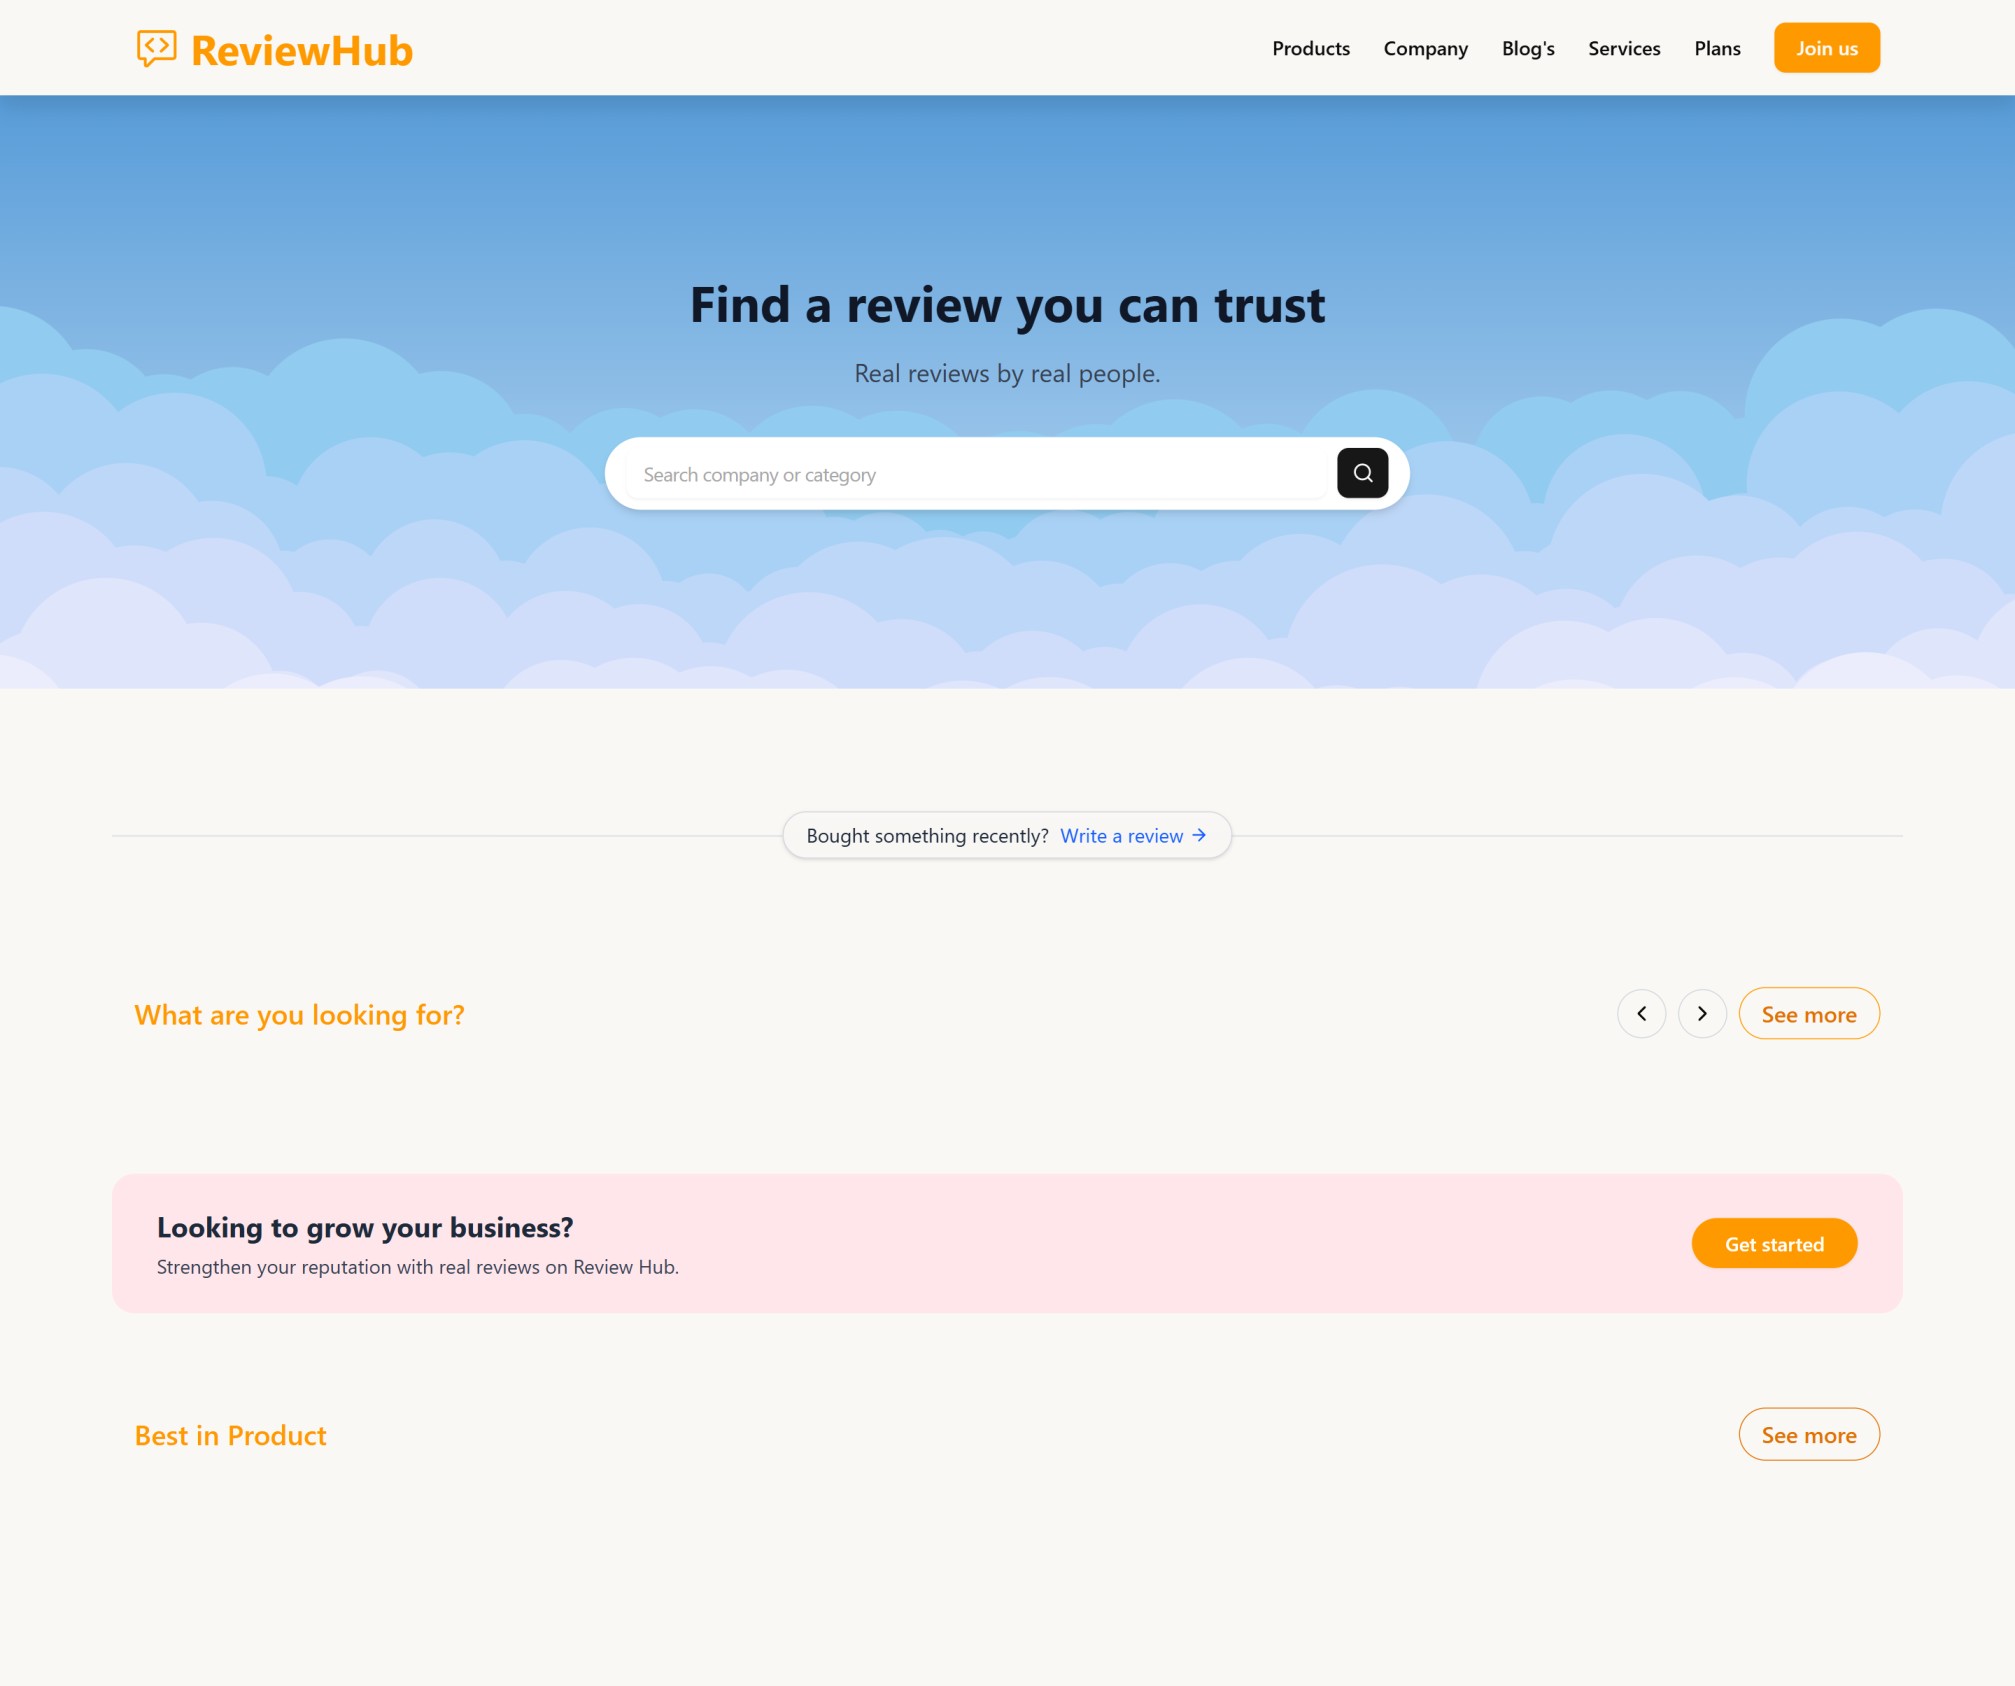 ReviewHub
Products Company Blog's Services Plans Join us
Find a review you can trust
Real reviews by real people.
Search company or category
Bought something recently? Write a review
What are you looking for?
See more
Looking to grow your business?
Strengthen your reputation with real reviews on Review Hub.
Get started
Best in Product
See more